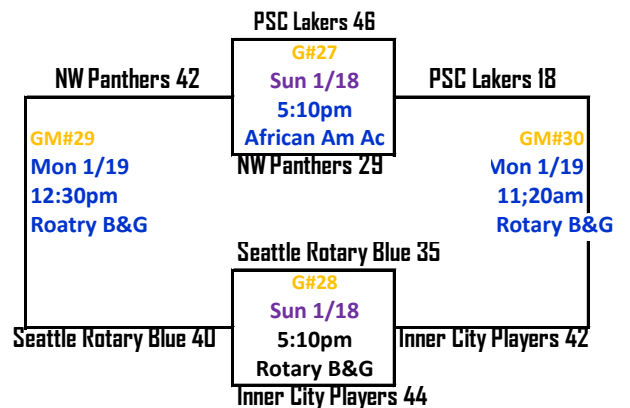 PSC Lakers 46
G#27
NW Panthers 42
Sun 1/18
PSC Lakers 18
5:10pm
GM#29
African Am Ac
GM#30
Mon 1/19
NW Panthers 29
Mon 1/19
12:30pm
11;20am
Roatry B&G
Rotary B&G
Seattle Rotary Blue 35
G#28
Sun 1/18
Seattle Rotary Blue 40
5:10pm
Inner City Players 42
Rotary B&G
Inner City Players 44